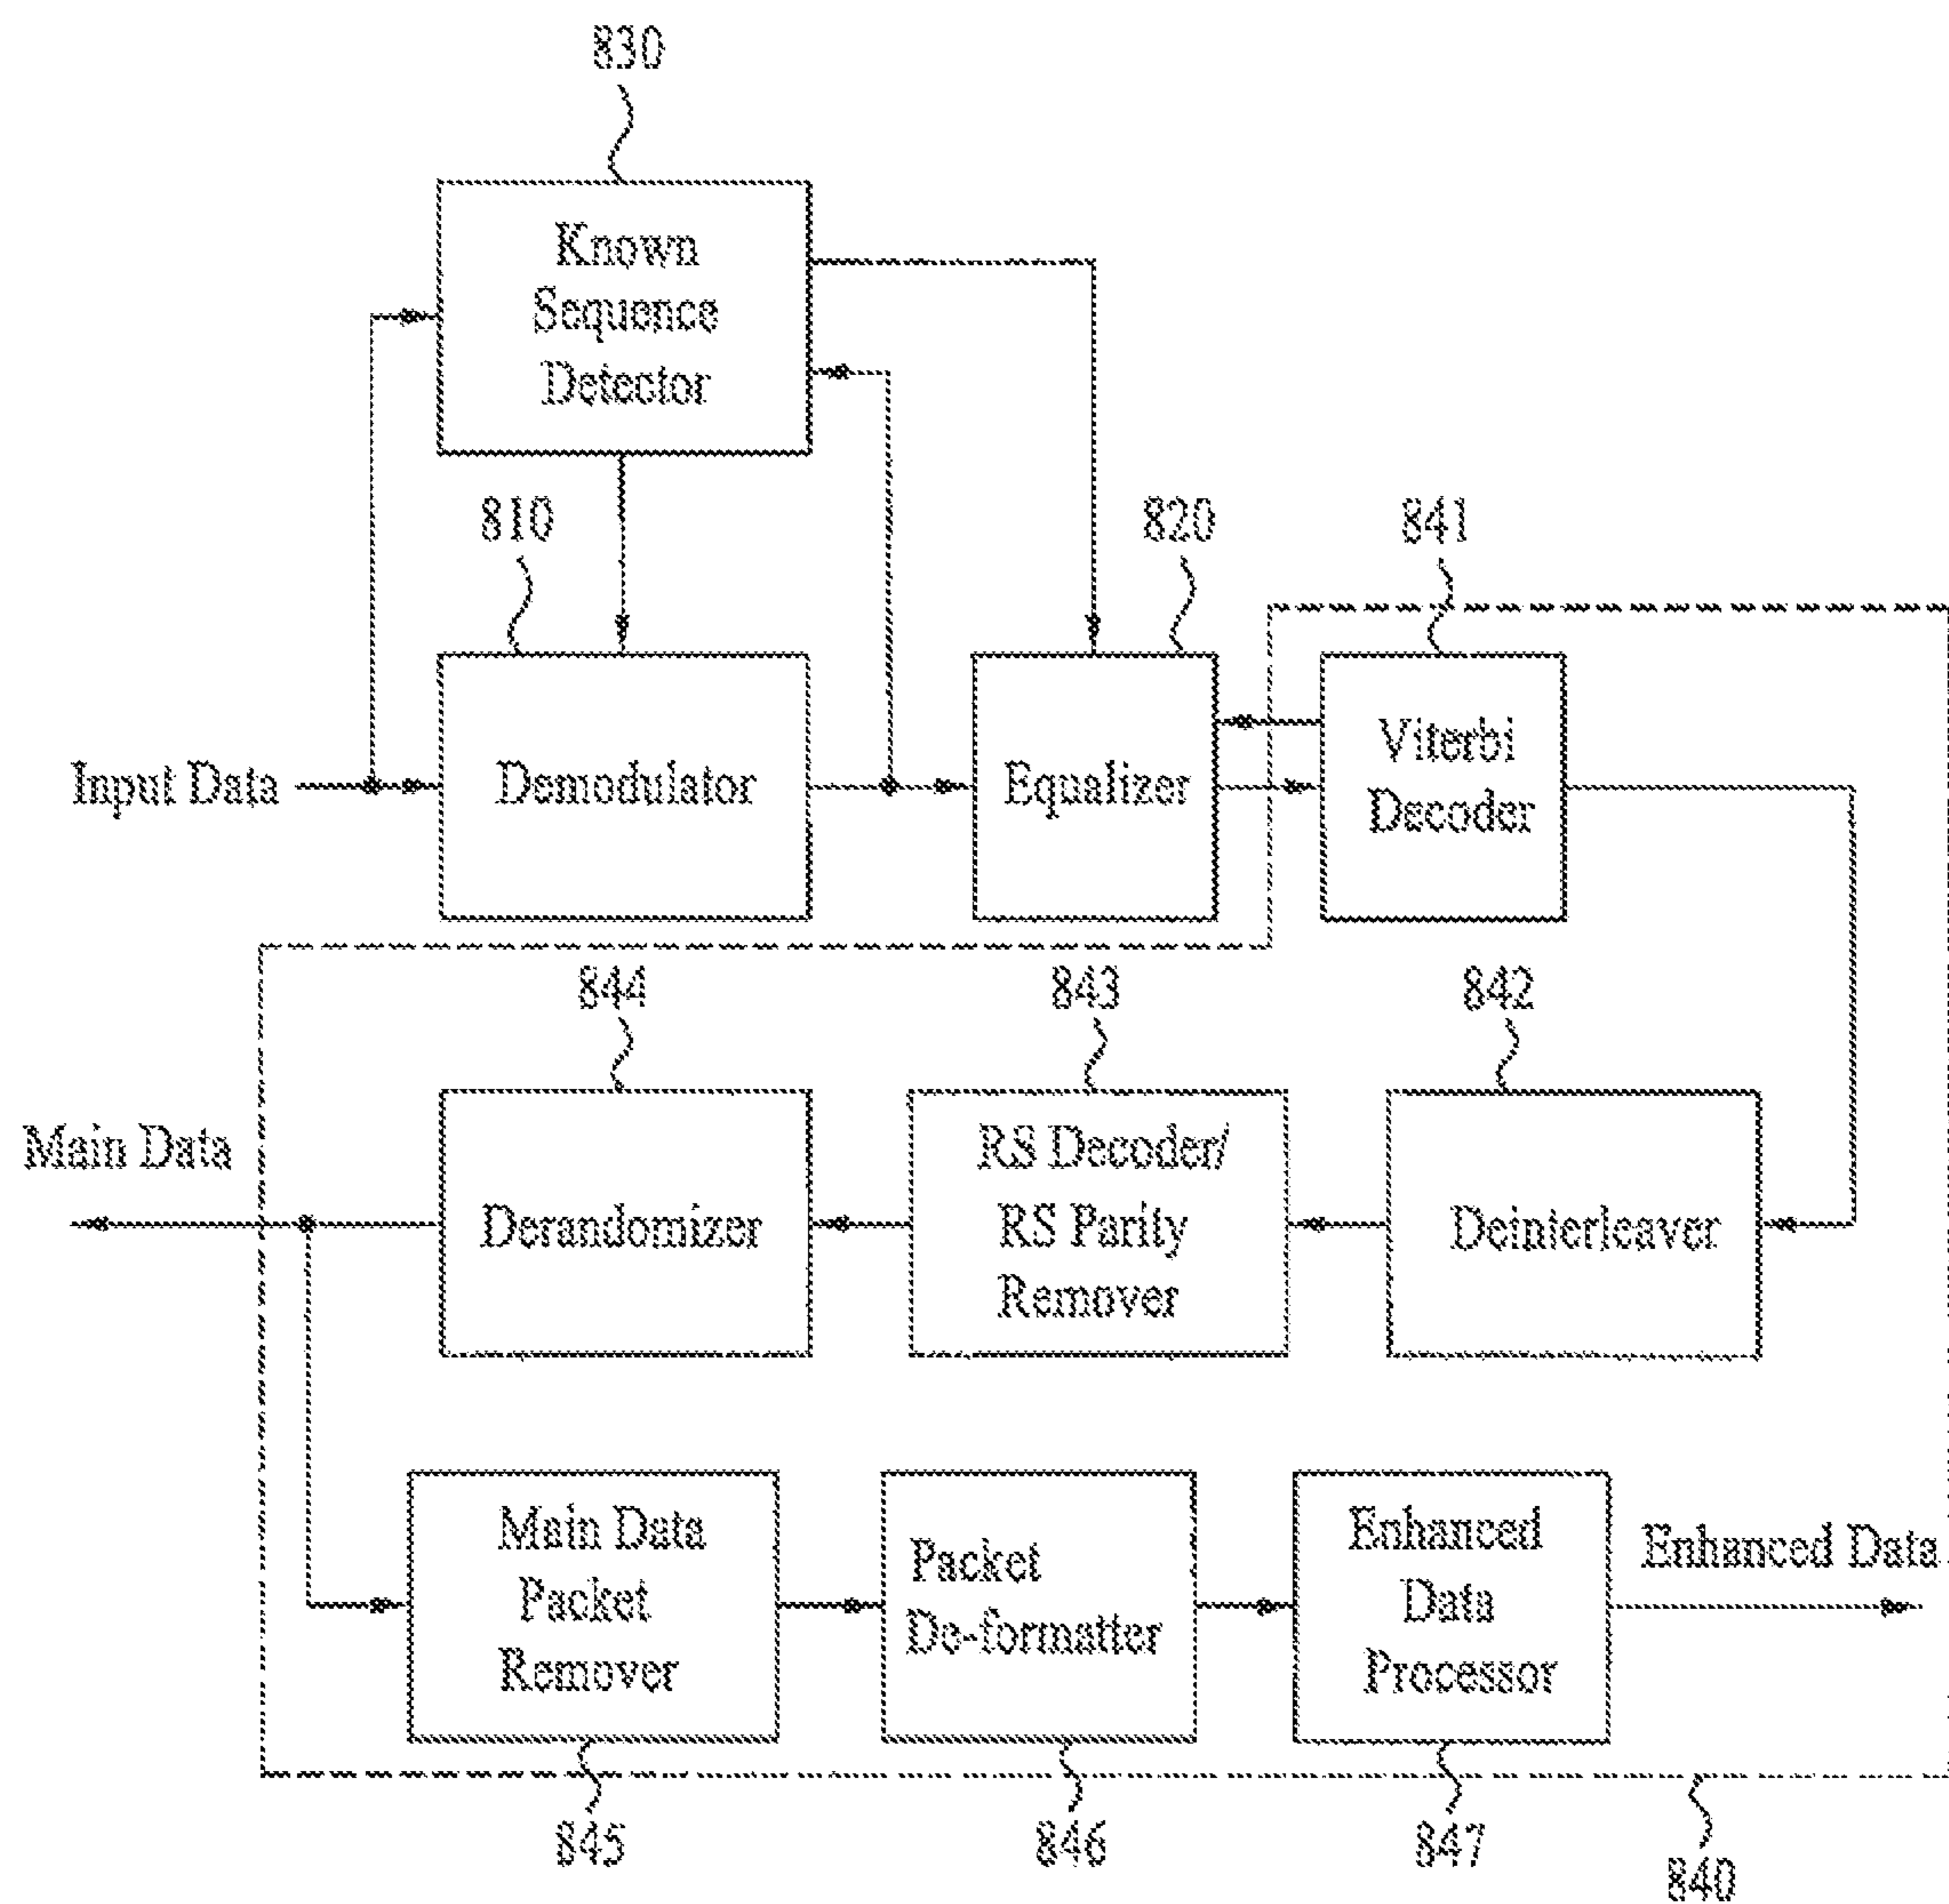 830
Known
Sequence
Detector
810
820
841
Input Data
Demodulator
Equalizer
Viterbi
Decoder
844
843
842
Main Data
Derandomizer
RS Decoder/
RS Parity
Remover
Deinterleaver
Main Data
Packet
Remover
Packet
De-formatter
Enhanced
Data
Processor
Enhanced Data
845
846
847
840